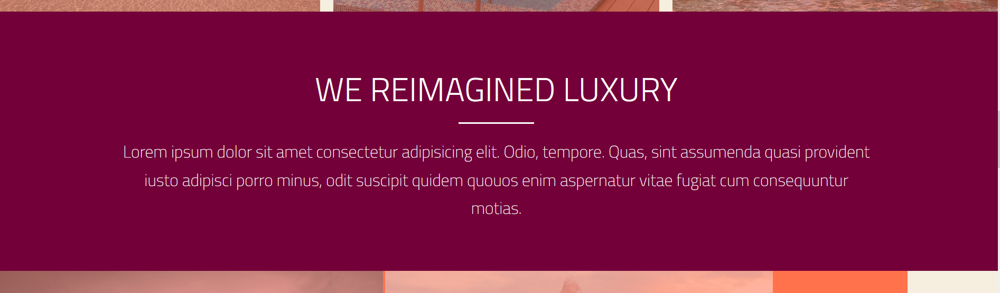 WE REIMAGINED LUXURY
Lorem ipsum dolor sit amet consectetur adipisicing elit. Odio, tempore. Quas, sint assumenda quasi provident
iusto adipisci porro minus, odit suscipit quidem quouos enim aspernatur vitae fugiat cum consequuntur
motias.